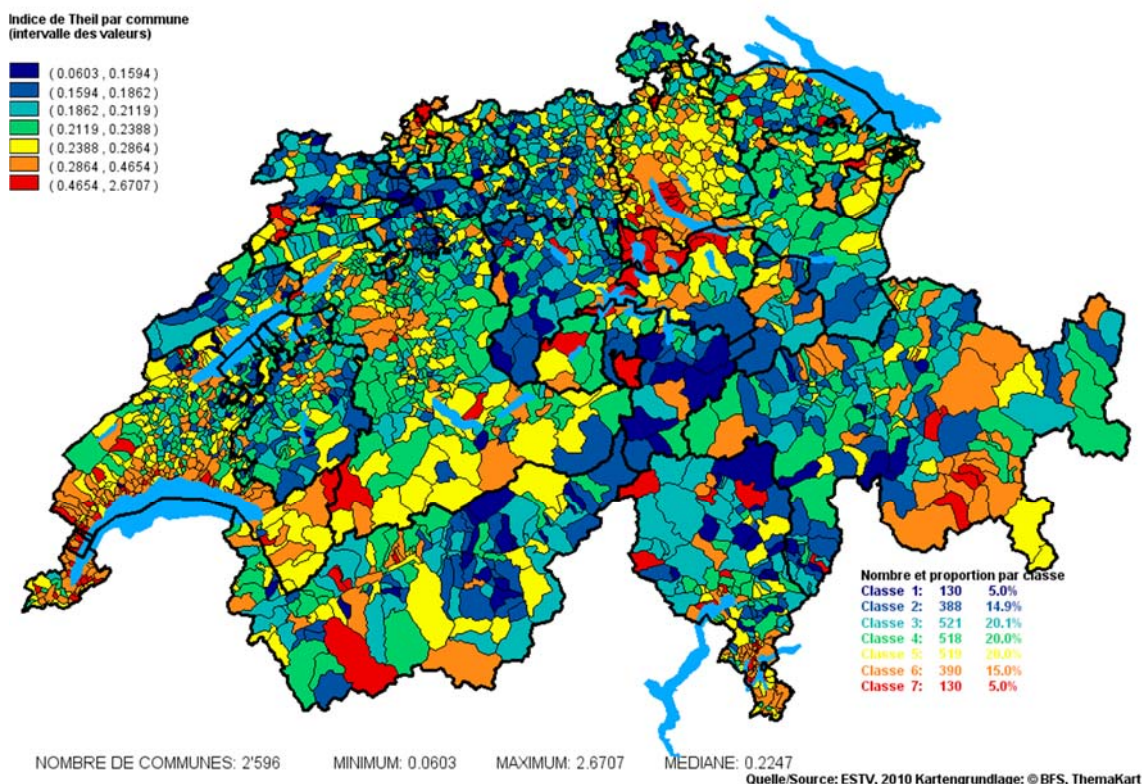 Indice de Theil par commune
(intervalle des valeurs)
( 0.0603 , 0.1594 )
( 0.1594 , 0.1862 )
( 0.1862 , 0.2119 )
( 0.2119 , 0.2388 )
( 0.2388 , 0.2864 )
( 0.2864 , 0.4654 )
( 0.4654 , 2.6707 )
Nombre et proportion par classe
Classe 1: 130 5.0%
Classe 2: 388 14.9%
Classe 3: 521 20.1%
Classe 4: 518 20.0%
Classe 5: 519 20.0%
Classe 6: 390 15.0%
Classe 7: 130 5.0%
NOMBRE DE COMMUNES: 2'596 MINIMUM: 0.0603 MAXIMUM: 2.6707 MEDIANE: 0.2247
Quelle/Source: ESTV, 2010 Kartengrundlage: © BFS, ThemaKart